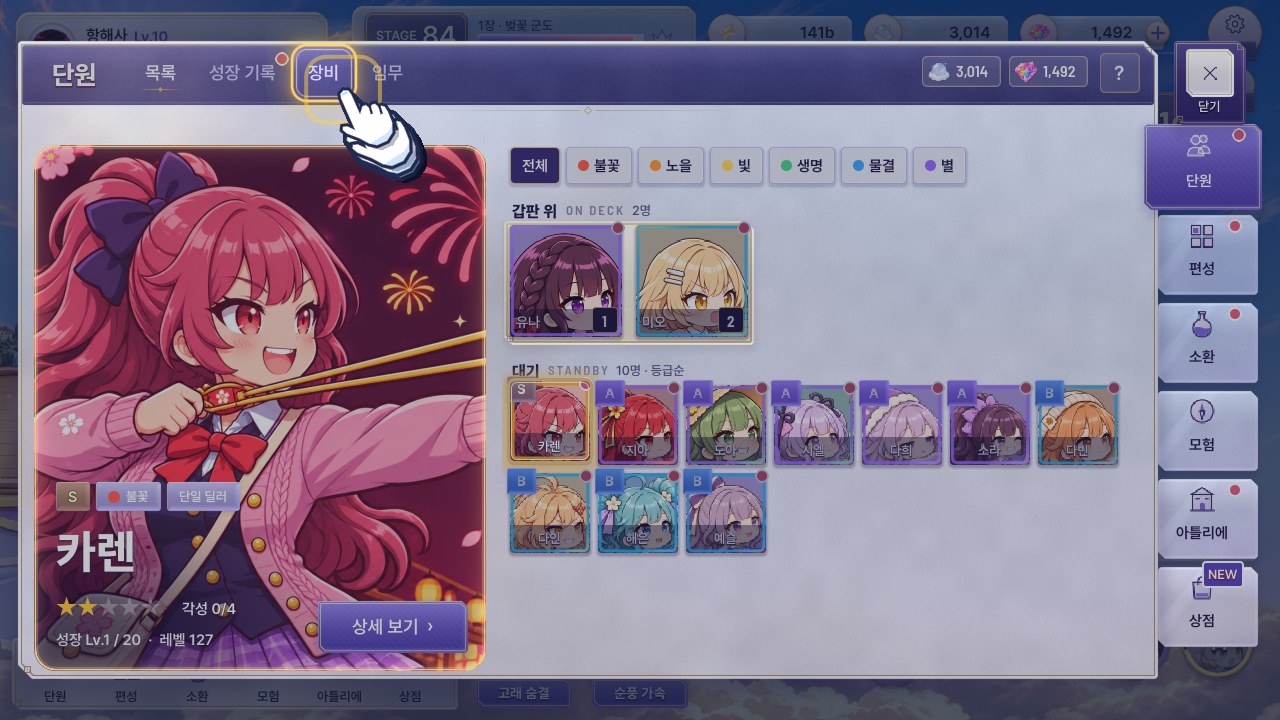 항해사 Lv.10
STAGE 84
1장 · 벚꽃 군도
141b
3,014
1,492
단원
목록
성장 기록
장비
임무
3,014
1,492
?
닫기
전체
불꽃
노을
빛
생명
물결
별
갑판 위 ON DECK 2명
유나 1
미오 2
대기 STANDBY 10명 · 등급순
S 카렌
A 지아
A 도아
A
A 다희
A 소라
B 다빈
B 다인
B 해은
B 예슬
S
불꽃
단일 딜러
카렌
각성 0/4
성장 Lv.1 / 20 · 레벨 127
상세 보기 ›
단원
편성
소환
모험
아틀리에
NEW
상점
단원
편성
소환
모험
아틀리에
상점
고래 숨결
순풍 가속